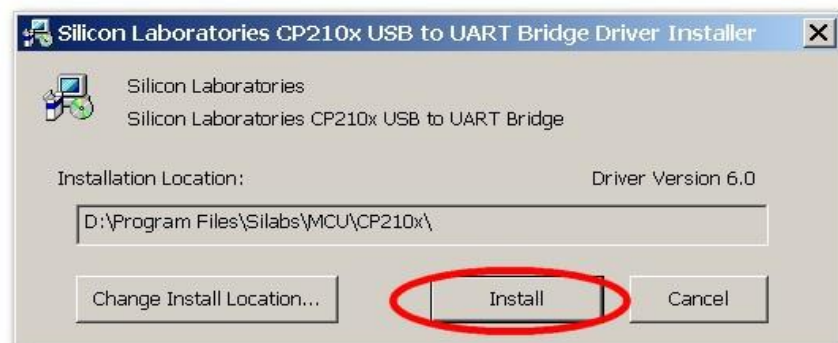 Silicon Laboratories CP210x USB to UART Bridge Driver Installer
Silicon Laboratories
Silicon Laboratories CP210x USB to UART Bridge
Installation Location:
Driver Version 6.0
D:\Program Files\Silabs\MCU\CP210x\
Change Install Location...
Install
Cancel